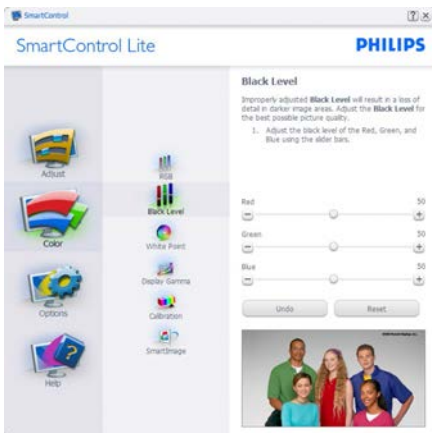 SmartControl
SmartControl Lite
PHILIPS
Adjust
Color
Options
Help
RGB
Black Level
White Point
Display Gamma
Calibration
SmartImage
Black Level
Improperly adjusted Black Level will result in a loss of
detail in darker image areas. Adjust the Black Level for
the best possible picture quality.
1. Adjust the black level of the Red, Green, and
Blue using the slider bars.
Red 50
Green 50
Blue 50
Undo Reset